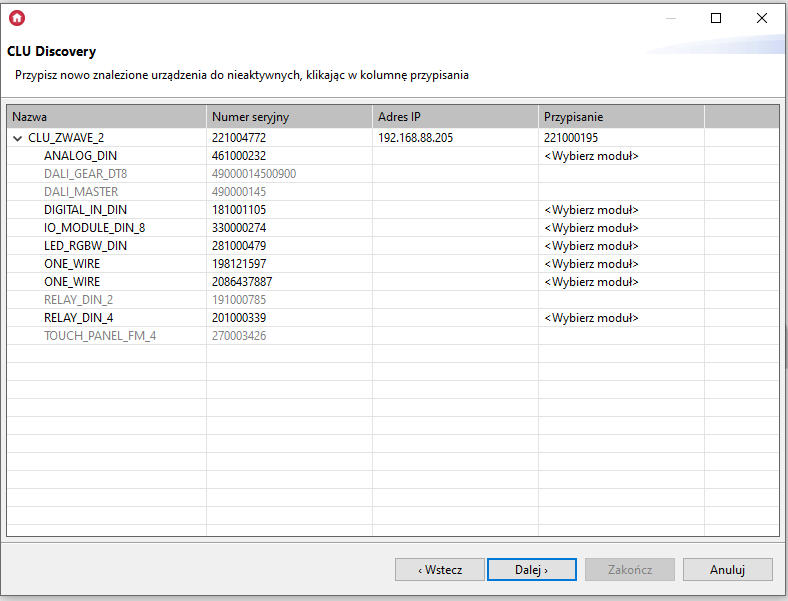 CLU Discovery
Przypisz nowo znalezione urządzenia do nieaktywnych, klikając w kolumnę przypisania
Nazwa Numer seryjny Adres IP Przypisanie
CLU_ZWAVE_2 221004772 192.168.88.205 221000195
ANALOG_DIN 461000232 <Wybierz moduł>
DALI_GEAR_DT8 49000014500900
DALI_MASTER 490000145
DIGITAL_IN_DIN 181001105 <Wybierz moduł>
IO_MODULE_DIN_8 330000274 <Wybierz moduł>
LED_RGBW_DIN 281000479 <Wybierz moduł>
ONE_WIRE 198121597 <Wybierz moduł>
ONE_WIRE 2086437887 <Wybierz moduł>
RELAY_DIN_2 191000785
RELAY_DIN_4 201000339 <Wybierz moduł>
TOUCH_PANEL_FM_4 270003426
‹ Wstecz Dalej › Zakończ Anuluj